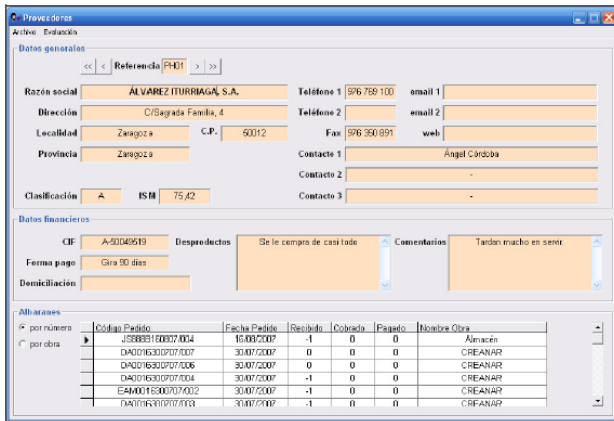 Proveedores
Archivo Evaluación
Datos generales
<< < Referencia PH01 > >>
Razón social ÁLVAREZ ITURRIAGA, S.A. Teléfono 1 976 769 100 email 1
Dirección C/Sagrada Familia, 4 Teléfono 2 email 2
Localidad Zaragoza C.P. 50012 Fax 976 350 891 web
Provincia Zaragoza Contacto 1 Ángel Córdoba
Contacto 2 -
Clasificación A ISM 75,42 Contacto 3 -
Datos financieros
CIF A-50049519 Desproductos Se le compra de casi todo Comentarios Tardan mucho en servir.
Forma pago Giro 90 días
Domiciliación
Albaranes
por número
por obra
Código Pedido Fecha Pedido Recibido Cobrado Pagado Nombre Obra
16/08/2007 -1 0 0 Almacén
DA0016300707/007 30/07/2007 0 0 0 CREANAR
DA0016300707/006 30/07/2007 0 0 0 CREANAR
DA0016300707/004 30/07/2007 -1 0 0 CREANAR
EAM0016300707/002 30/07/2007 -1 0 0 CREANAR
DA0016300707/003 30/07/2007 -1 0 0 CREANAR